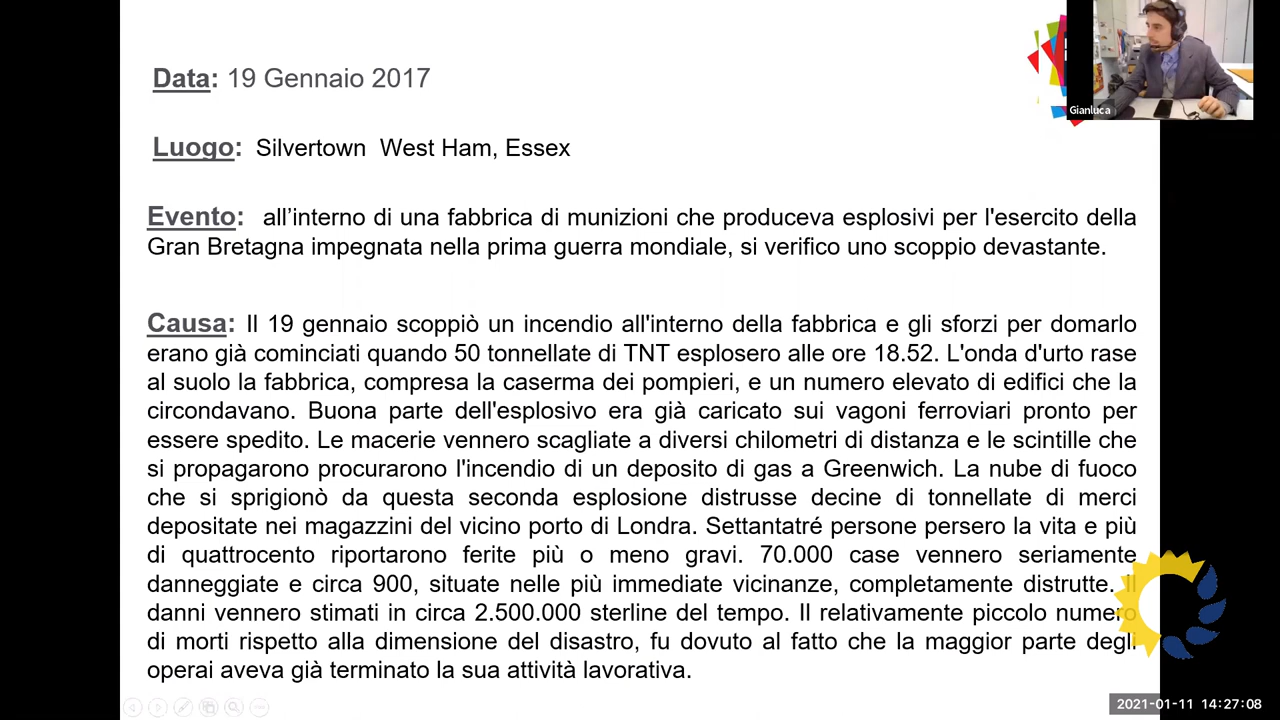 Data: 19 Gennaio 2017
Gianluca
Luogo: Silvertown West Ham, Essex
Evento: all’interno di una fabbrica di munizioni che produceva esplosivi per l'esercito della
Gran Bretagna impegnata nella prima guerra mondiale, si verifico uno scoppio devastante.
Causa: Il 19 gennaio scoppiò un incendio all'interno della fabbrica e gli sforzi per domarlo
erano già cominciati quando 50 tonnellate di TNT esplosero alle ore 18.52. L'onda d'urto rase
al suolo la fabbrica, compresa la caserma dei pompieri, e un numero elevato di edifici che la
circondavano. Buona parte dell'esplosivo era già caricato sui vagoni ferroviari pronto per
essere spedito. Le macerie vennero scagliate a diversi chilometri di distanza e le scintille che
si propagarono procurarono l'incendio di un deposito di gas a Greenwich. La nube di fuoco
che si sprigionò da questa seconda esplosione distrusse decine di tonnellate di merci
depositate nei magazzini del vicino porto di Londra. Settantatré persone persero la vita e più
di quattrocento riportarono ferite più o meno gravi. 70.000 case vennero seriamente
danneggiate e circa 900, situate nelle più immediate vicinanze, completamente distrutte. Il
danni vennero stimati in circa 2.500.000 sterline del tempo. Il relativamente piccolo numero
di morti rispetto alla dimensione del disastro, fu dovuto al fatto che la maggior parte degli
operai aveva già terminato la sua attività lavorativa.
2021-01-11 14:27:08